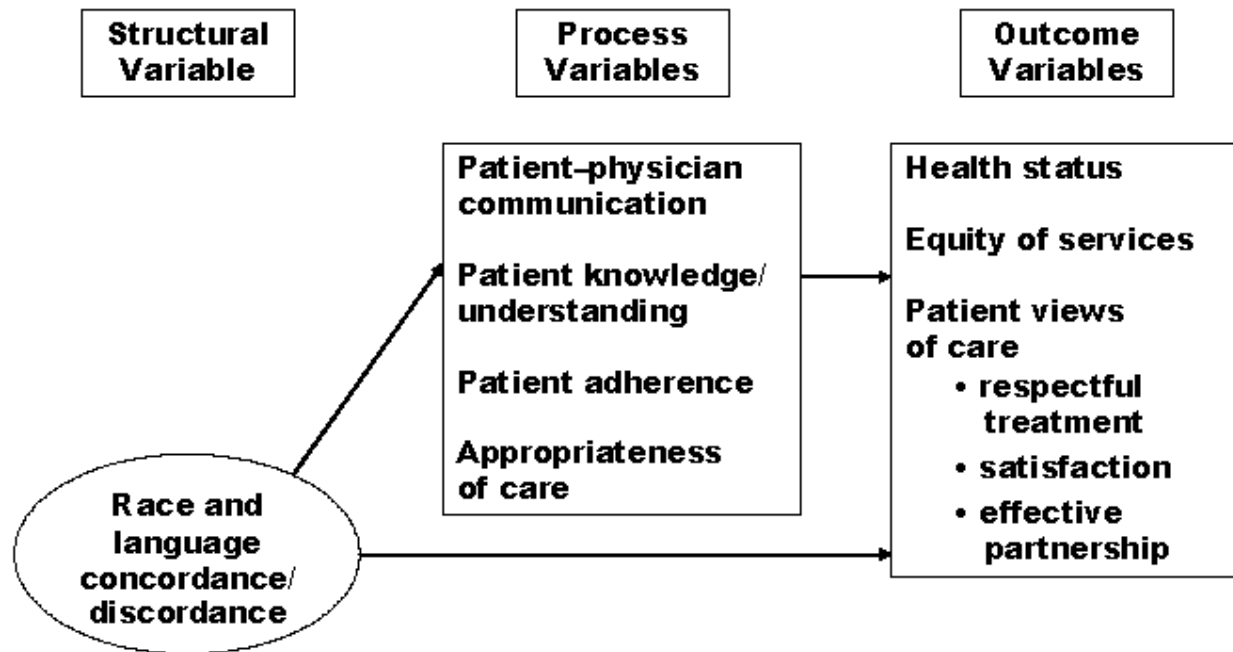 Structural
Variable
Process
Variables
Outcome
Variables
Race and
language
concordance/
discordance
Patient–physician
communication
Patient knowledge/
understanding
Patient adherence
Appropriateness
of care
Health status
Equity of services
Patient views
of care
• respectful
treatment
• satisfaction
• effective
partnership